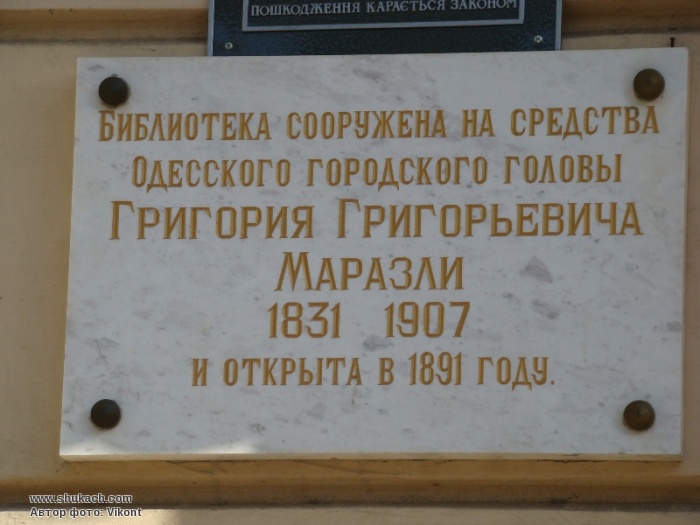 ПОШКОДЖЕННЯ КАРАЄТЬСЯ ЗАКОНОМ
БИБЛИОТЕКА СООРУЖЕНА НА СРЕДСТВА
ОДЕССКОГО ГОРОДСКОГО ГОЛОВЫ
ГРИГОРИЯ ГРИГОРЬЕВИЧА
МАРАЗЛИ
1831 1907
И ОТКРЫТА В 1891 ГОДУ.
www.shukach.com
Автор фото: Vikont